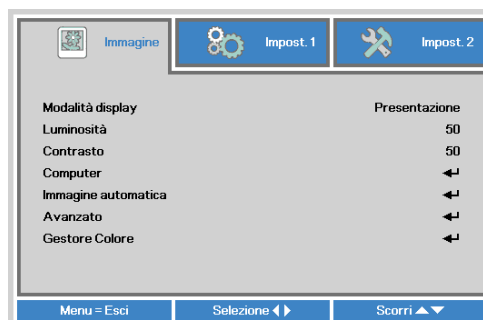 Immagine Impost. 1 Impost. 2
Modalità display Presentazione
Luminosità 50
Contrasto 50
Computer
Immagine automatica
Avanzato
Gestore Colore
Menu = Esci Selezione Scorri